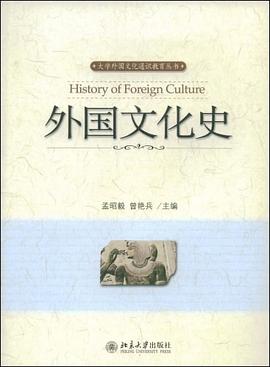 大学外国文化通识教育丛书
History of Foreign Culture
外国文化史
孟昭毅 曾艳兵 /主编
北京大学出版社
PEKING UNIVERSITY PRESS